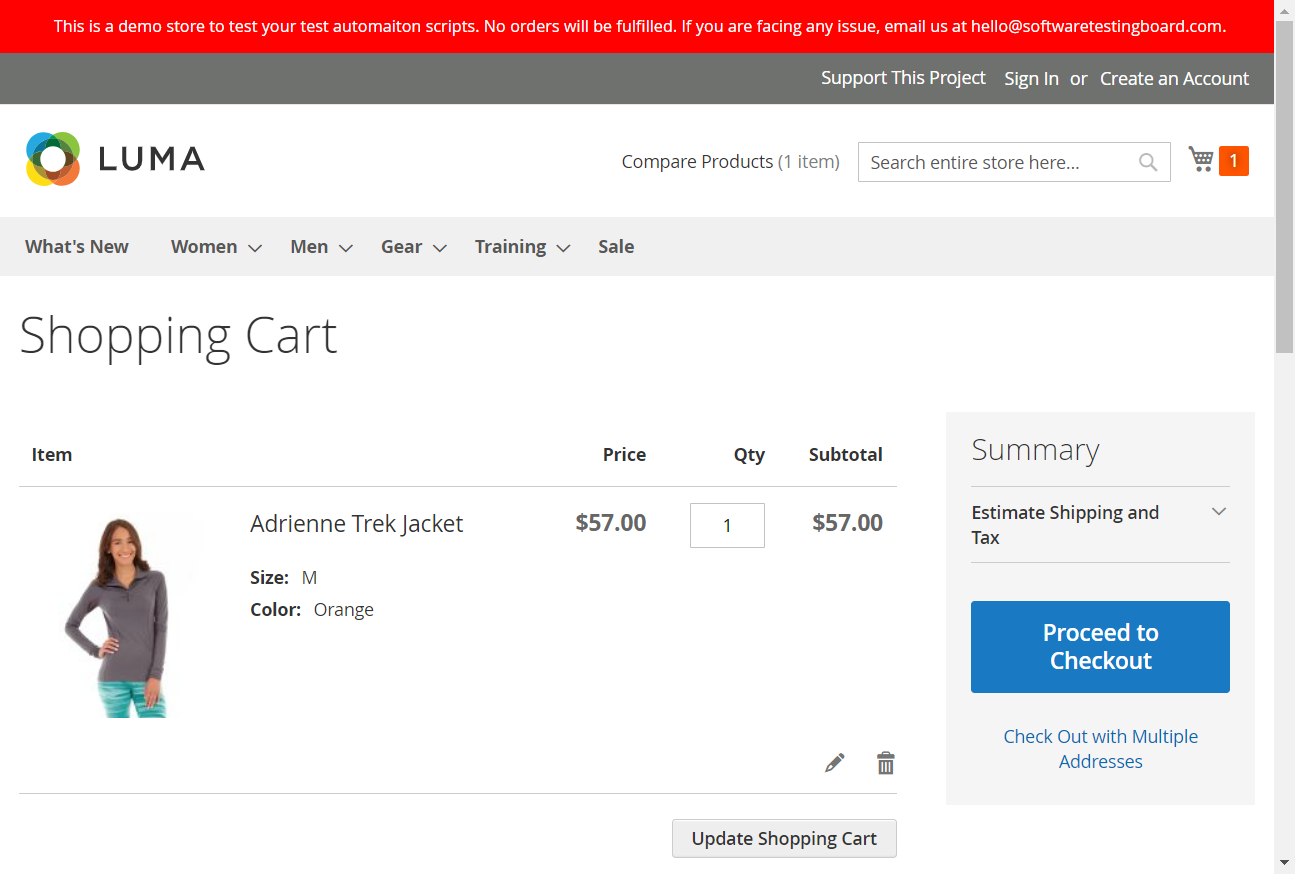 This is a demo store to test your test automaiton scripts. No orders will be fulfilled. If you are facing any issue, email us at hello@softwaretestingboard.com.
Support This Project Sign In or Create an Account
LUMA
Compare Products (1 item)
Search entire store here...
1
What's New Women Men Gear Training Sale
Shopping Cart
Item Price Qty Subtotal
Adrienne Trek Jacket $57.00 1 $57.00
Size: M
Color: Orange
Update Shopping Cart
Summary
Estimate Shipping and
Tax
Proceed to
Checkout
Check Out with Multiple
Addresses